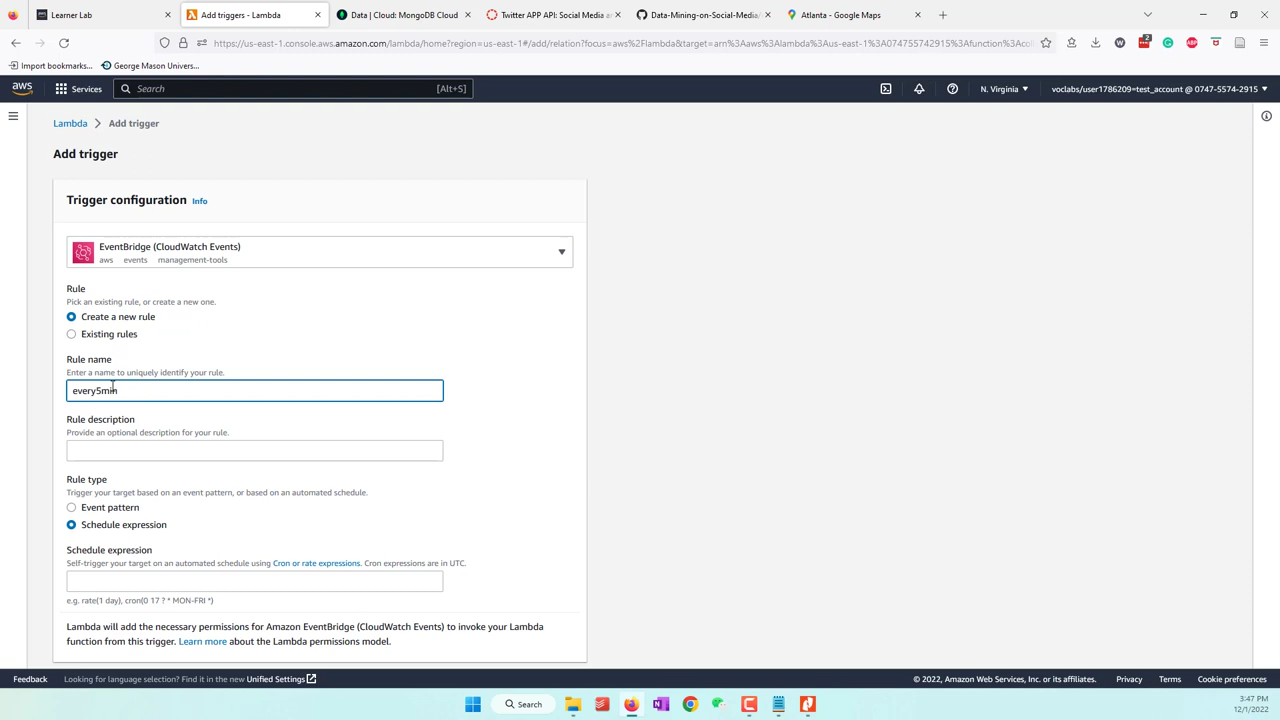 Learner Lab
Add triggers - Lambda
Data | Cloud: MongoDB Cloud
Twitter APP API: Social Media an
Data-Mining-on-Social-Media/
Atlanta - Google Maps
https://us-east-1.console.aws.amazon.com/lambda/home?region=us-east-1#/add/relation?focus=aws%2Flambda&target=arn%3Aaws%3Alambda%3Aus-east-1%3A074755742915%3Afunction%3Acoll
Import bookmarks...
George Mason Univers...
aws
Services
Search
[Alt+S]
N. Virginia
voclabs/user1786209=test_account @ 0747-5574-2915
Lambda
Add trigger
Add trigger
Trigger configuration Info
EventBridge (CloudWatch Events)
aws events management-tools
Rule
Pick an existing rule, or create a new one.
Create a new rule
Existing rules
Rule name
Enter a name to uniquely identify your rule.
every5min
Rule description
Provide an optional description for your rule.
Rule type
Trigger your target based on an event pattern, or based on an automated schedule.
Event pattern
Schedule expression
Schedule expression
Self-trigger your target on an automated schedule using Cron or rate expressions. Cron expressions are in UTC.
e.g. rate(1 day), cron(0 17 ? * MON-FRI *)
Lambda will add the necessary permissions for Amazon EventBridge (CloudWatch Events) to invoke your Lambda
function from this trigger. Learn more about the Lambda permissions model.
Feedback
Looking for language selection? Find it in the new Unified Settings
© 2022, Amazon Web Services, Inc. or its affiliates.
Privacy
Terms
Cookie preferences
Search
3:47 PM
12/1/2022